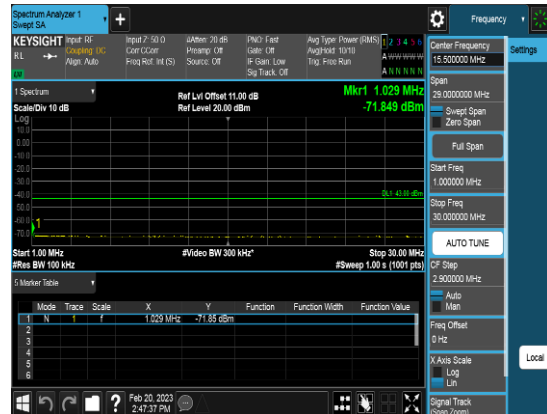 Spectrum Analyzer 1
Swept SA
+
Frequency
KEYSIGHT
RL
Input: RF
Coupling: DC
Align: Auto
Input Z: 50 Ω
Corr CCorr
Freq Ref: Int (S)
#Atten: 20 dB
Preamp: Off
Source: Off
PNO: Fast
Gate: Off
IF Gain: Low
Sig Track: Off
Avg Type: Power (RMS)
Avg|Hold: 10/10
Trig: Free Run
1 2 3 4 5 6
A W W W W W
A N N N N N
Center Frequency
15.500000 MHz
Settings
Span
29.0000000 MHz
Swept Span
Zero Span
Full Span
Start Freq
1.000000 MHz
Stop Freq
30.000000 MHz
AUTO TUNE
CF Step
2.900000 MHz
Auto
Man
Freq Offset
0 Hz
X Axis Scale
Log
Lin
Local
Signal Track
(Span Zoom)
1 Spectrum
Scale/Div 10 dB
Log
Ref Lvl Offset 11.00 dB
Ref Level 20.00 dBm
Mkr1 1.029 MHz
-71.849 dBm
10.0
0.00
-10.0
-20.0
-30.0
-40.0
-50.0
-60.0
-70.0
DL1 -43.00 dBm
1
Start 1.00 MHz
#Res BW 100 kHz
#Video BW 300 kHz*
Stop 30.00 MHz
#Sweep 1.00 s (1001 pts)
5 Marker Table
Mode Trace Scale X Y Function Function Width Function Value
1 N 1 f 1.029 MHz -71.85 dBm
2
3
4
5
6
?
Feb 20, 2023
2:47:37 PM